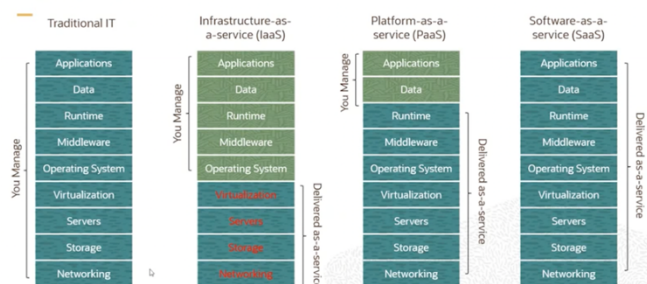 Traditional IT
Infrastructure-as-
a-service (IaaS)
Platform-as-a-
service (PaaS)
Software-as-a-
service (SaaS)
You Manage
Applications
Data
Runtime
Middleware
Operating System
Virtualization
Servers
Storage
Networking
You Manage
Applications
Data
Runtime
Middleware
Operating System
Virtualization
Servers
Storage
Networking
Delivered as-a-service
You Manage
Applications
Data
Runtime
Middleware
Operating System
Virtualization
Servers
Storage
Networking
Delivered as-a-service
Applications
Data
Runtime
Middleware
Operating System
Virtualization
Servers
Storage
Networking
Delivered as-a-service